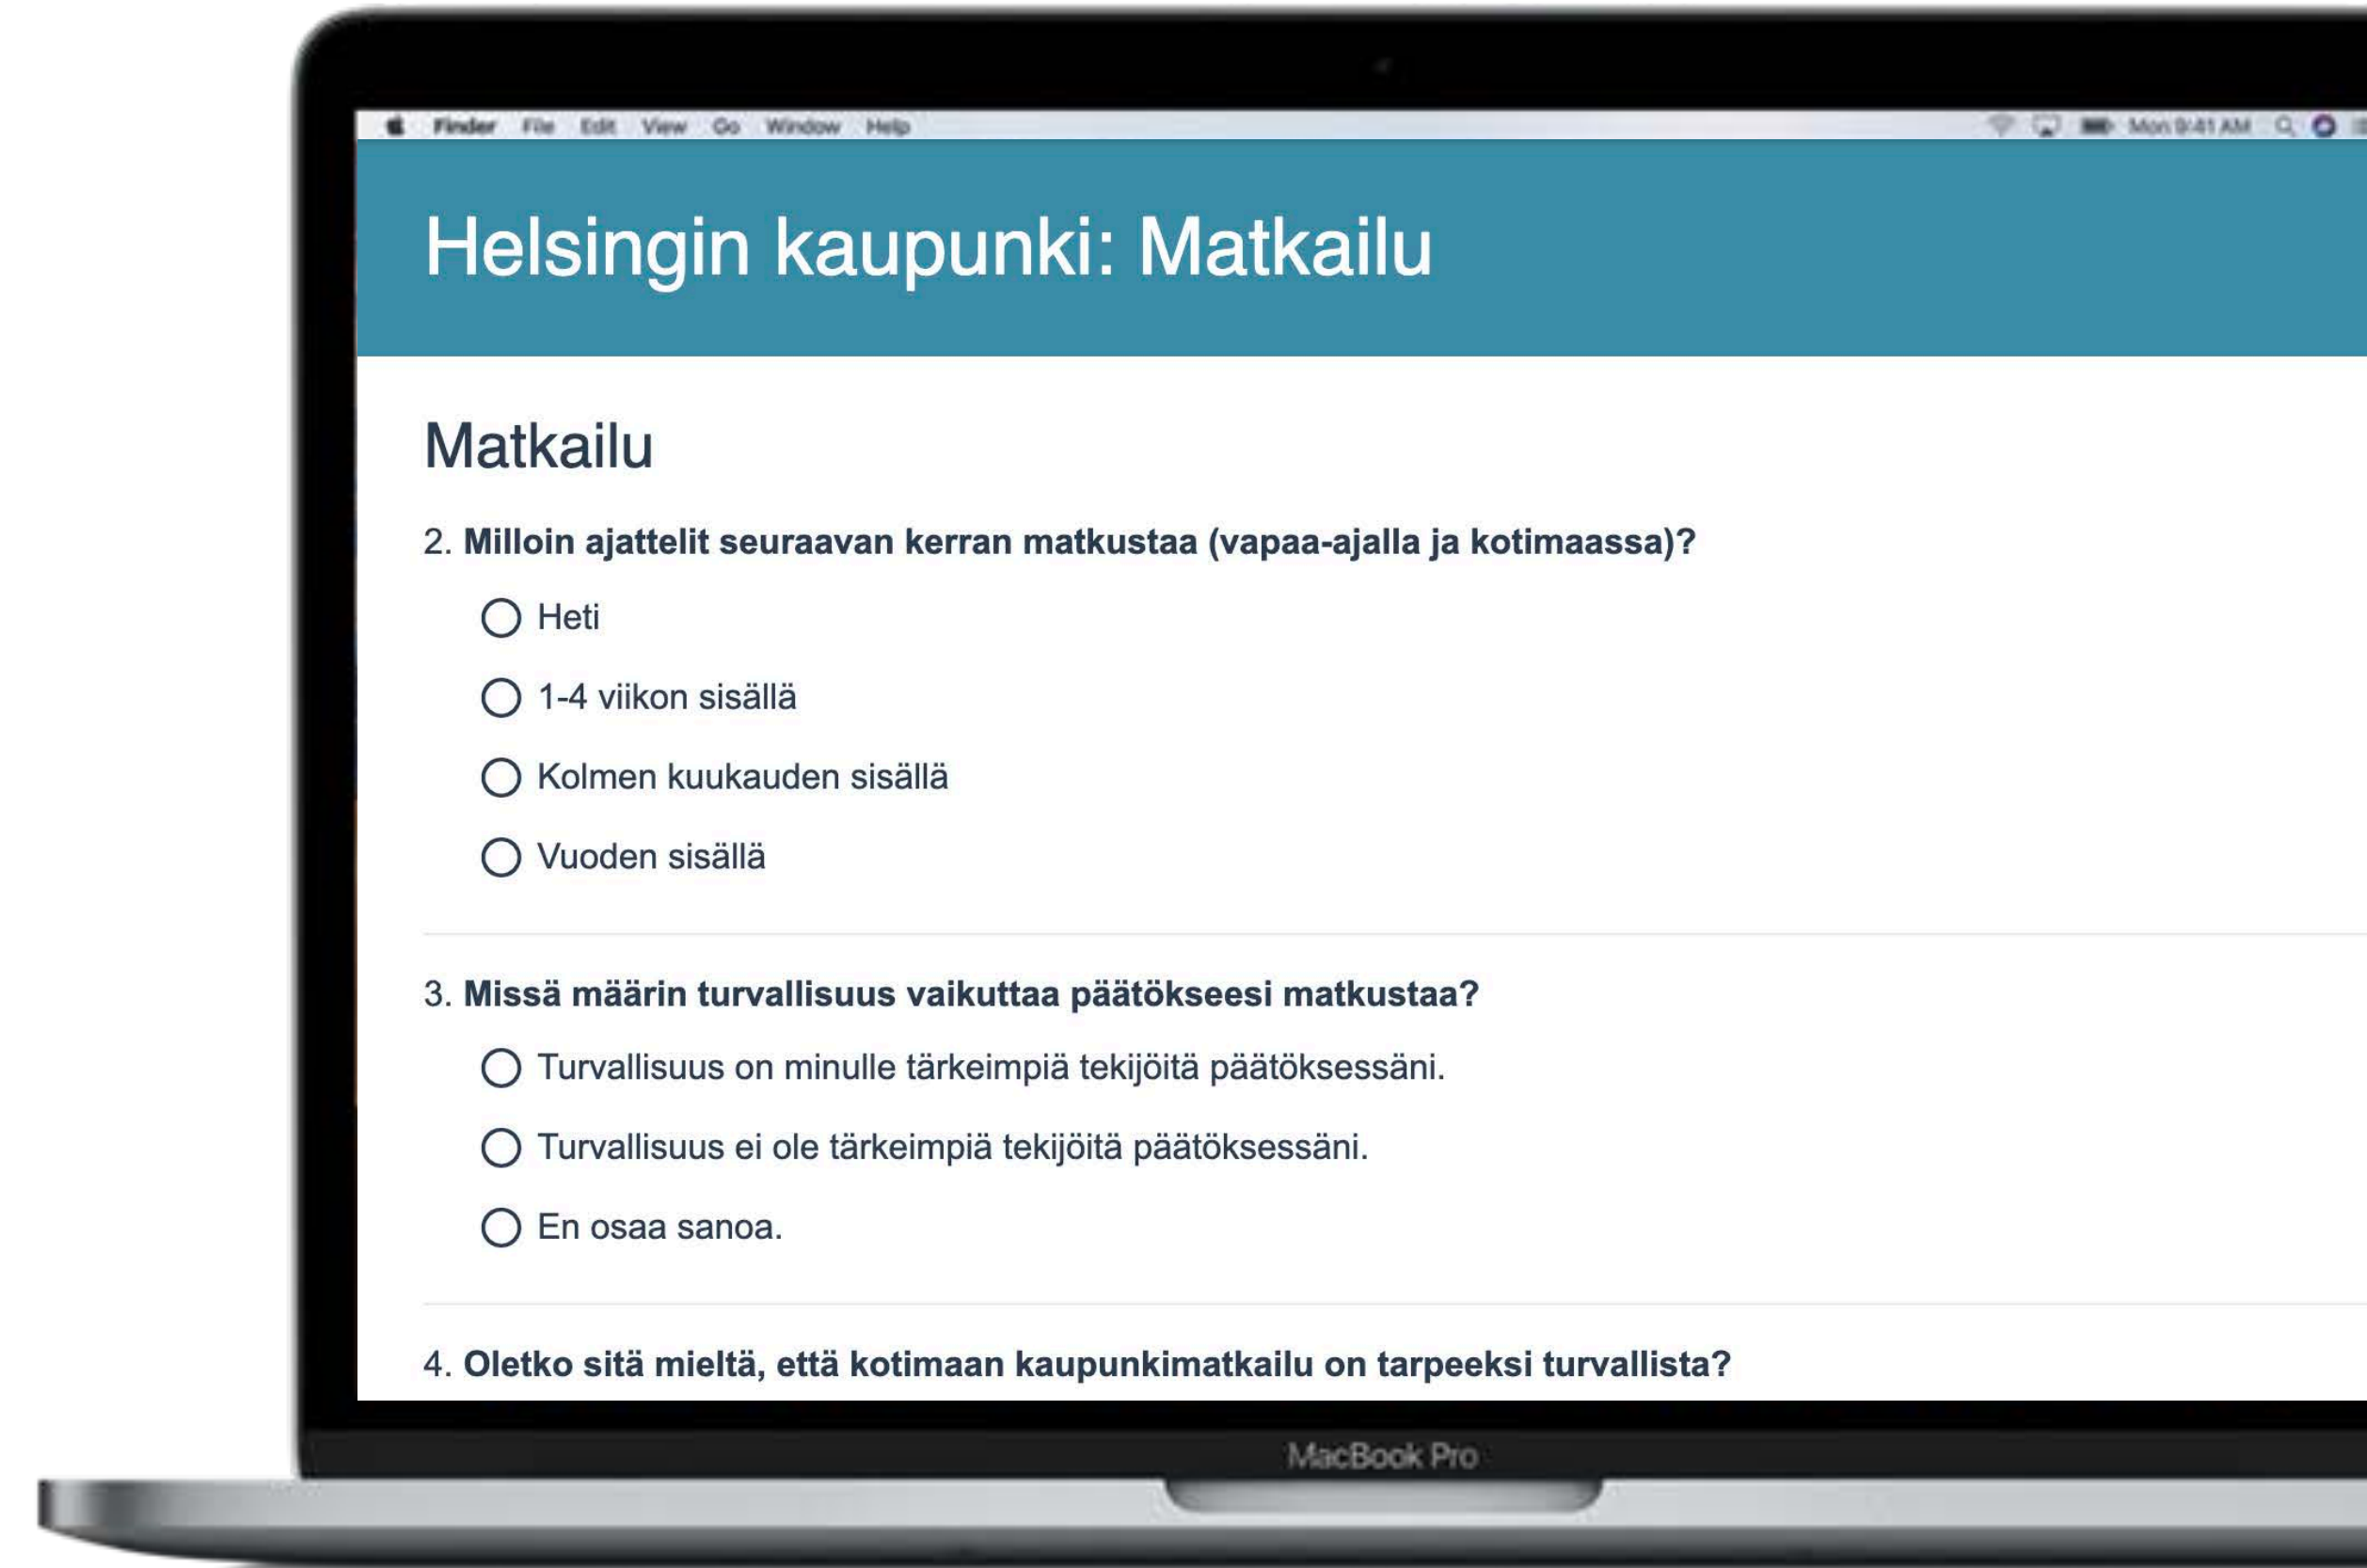 Finder File Edit View Go Window Help Mon 9:41 AM
Helsingin kaupunki: Matkailu
Matkailu
2. Milloin ajattelit seuraavan kerran matkustaa (vapaa-ajalla ja kotimaassa)?
Heti
1-4 viikon sisällä
Kolmen kuukauden sisällä
Vuoden sisällä
3. Missä määrin turvallisuus vaikuttaa päätökseesi matkustaa?
Turvallisuus on minulle tärkeimpiä tekijöitä päätöksessäni.
Turvallisuus ei ole tärkeimpiä tekijöitä päätöksessäni.
En osaa sanoa.
4. Oletko sitä mieltä, että kotimaan kaupunkimatkailu on tarpeeksi turvallista?
MacBook Pro